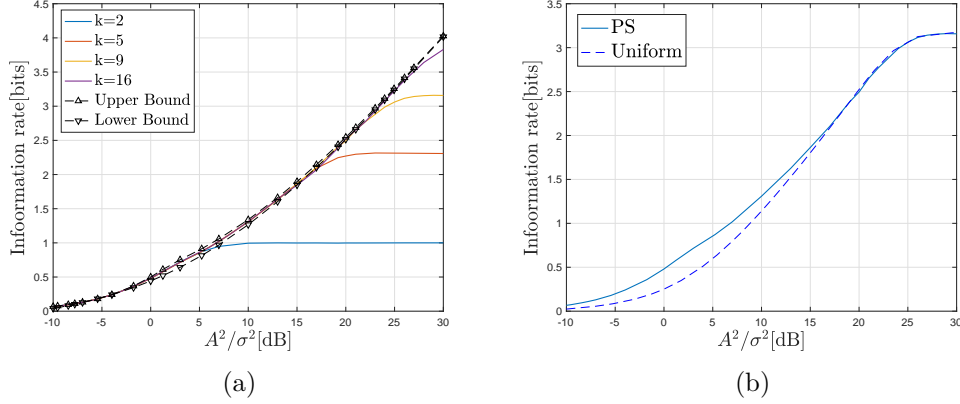 4.5
4
3.5
3
2.5
2
1.5
1
0.5
0
Infoormation rate[bits]
k=2
k=5
k=9
k=16
Upper Bound
Lower Bound
-10 -5 0 5 10 15 20 25 30
A²/σ²[dB]
(a)
3.5
3
2.5
2
1.5
1
0.5
0
Infoormation rate[bits]
PS
Uniform
-10 -5 0 5 10 15 20 25 30
A²/σ²[dB]
(b)